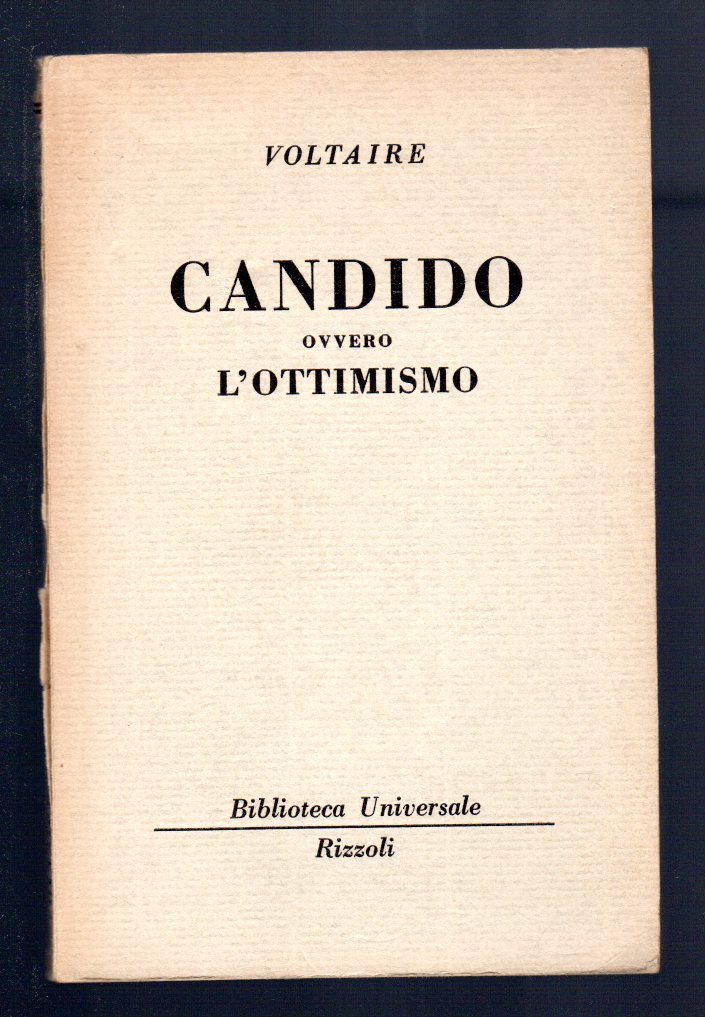 VOLTAIRE
CANDIDO
OVVERO
L'OTTIMISMO
Biblioteca Universale
Rizzoli